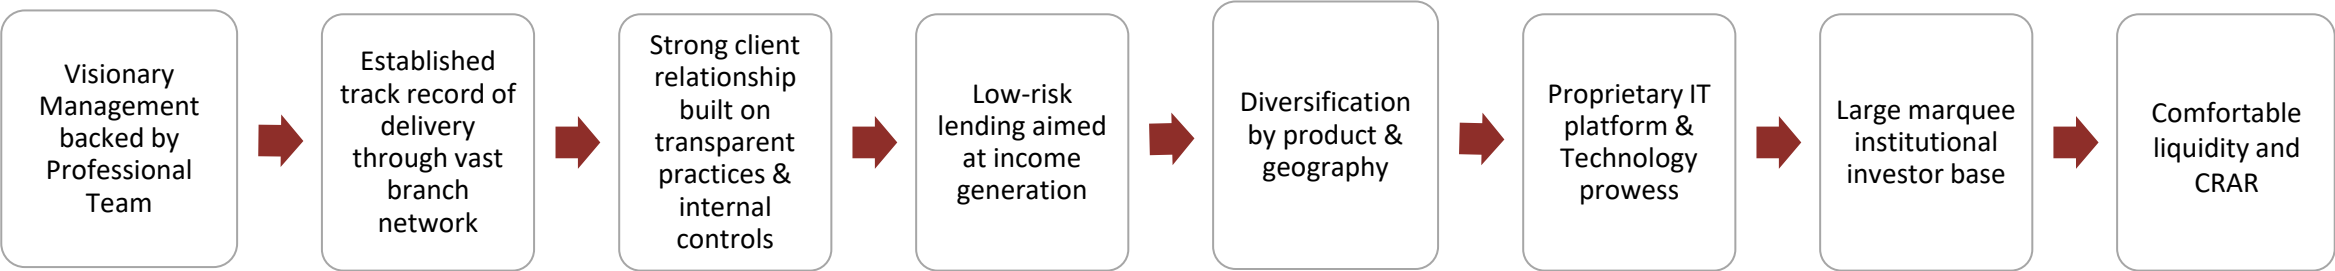 Visionary
Management
backed by
Professional
Team
Established
track record of
delivery
through vast
branch
network
Strong client
relationship
built on
transparent
practices &
internal
controls
Low-risk
lending aimed
at income
generation
Diversification
by product &
geography
Proprietary IT
platform &
Technology
prowess
Large marquee
institutional
investor base
Comfortable
liquidity and
CRAR